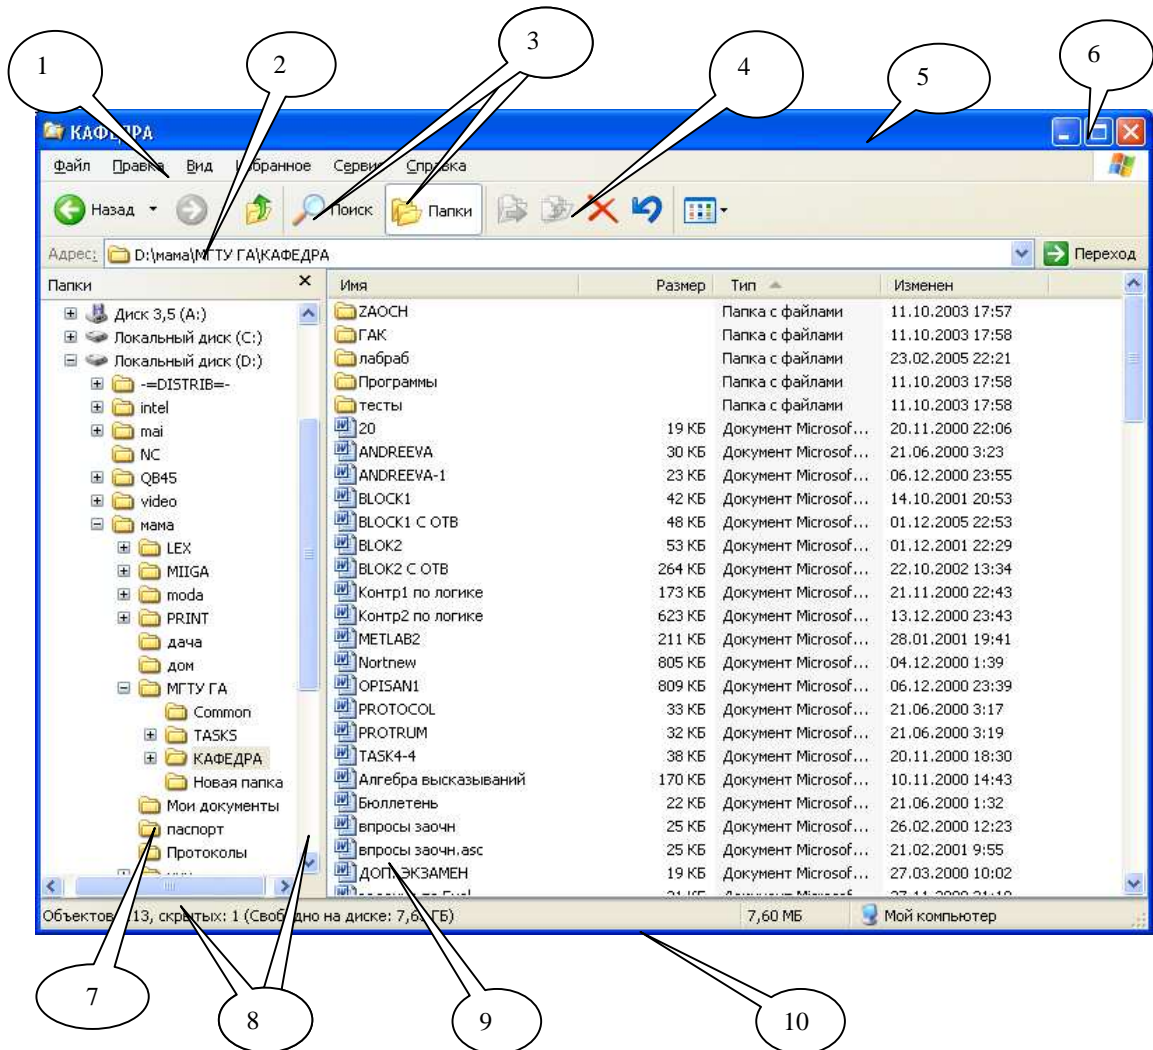 1 2 3 4 5 6
КАФЕДРА
Файл Правка Вид Избранное Сервис Справка
Назад Поиск Папки
Адрес: D:\мама\МГТУ ГА\КАФЕДРА Переход
Папки Имя Размер Тип Изменен
Диск 3,5 (A:) ZAOCH Папка с файлами 11.10.2003 17:57
Локальный диск (C:) ГАК Папка с файлами 11.10.2003 17:58
Локальный диск (D:) лабраб Папка с файлами 23.02.2005 22:21
-=DISTRIB=- Программы Папка с файлами 11.10.2003 17:58
intel тесты Папка с файлами 11.10.2003 17:58
mai 20 19 КБ Документ Microsof... 20.11.2000 22:06
NC ANDREEVA 30 КБ Документ Microsof... 21.06.2000 3:23
QB45 ANDREEVA-1 23 КБ Документ Microsof... 06.12.2000 23:55
video BLOCK1 42 КБ Документ Microsof... 14.10.2001 20:53
мама BLOCK1 С ОТВ 48 КБ Документ Microsof... 01.12.2005 22:53
LEX BLOK2 53 КБ Документ Microsof... 01.12.2001 22:29
MIIGA BLOK2 С ОТВ 264 КБ Документ Microsof... 22.10.2002 13:34
moda Контр1 по логике 173 КБ Документ Microsof... 21.11.2000 22:43
PRINT Контр2 по логике 623 КБ Документ Microsof... 13.12.2000 23:43
дача METLAB2 211 КБ Документ Microsof... 28.01.2001 19:41
дом Nortnew 805 КБ Документ Microsof... 04.12.2000 1:39
МГТУ ГА OPISAN1 809 КБ Документ Microsof... 06.12.2000 23:39
Common PROTOCOL 33 КБ Документ Microsof... 21.06.2000 3:17
TASKS PROTRUM 32 КБ Документ Microsof... 21.06.2000 3:19
КАФЕДРА TASK4-4 38 КБ Документ Microsof... 20.11.2000 18:30
Новая папка Алгебра высказываний 170 КБ Документ Microsof... 10.11.2000 14:43
Мои документы Бюллетень 22 КБ Документ Microsof... 21.06.2000 1:32
паспорт впросы заочн 25 КБ Документ Microsof... 26.02.2000 12:23
Протоколы впросы заочн.asc 25 КБ Документ Microsof... 21.02.2001 9:55
ДОП. ЭКЗАМЕН 19 КБ Документ Microsof... 27.03.2000 10:02
Объектов: 113, скрытых: 1 (Свободно на диске: ГБ) 7,60 МБ Мой компьютер
7 8 9 10